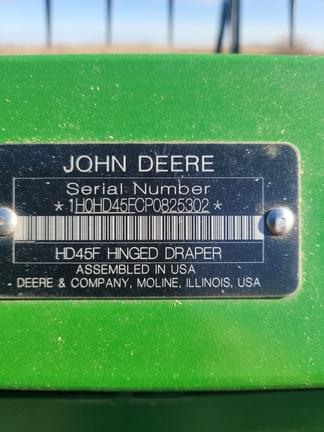 JOHN DEERE
Serial Number
*1H0HD45FCP0825302*
HD45F HINGED DRAPER
ASSEMBLED IN USA
DEERE & COMPANY, MOLINE, ILLINOIS, USA